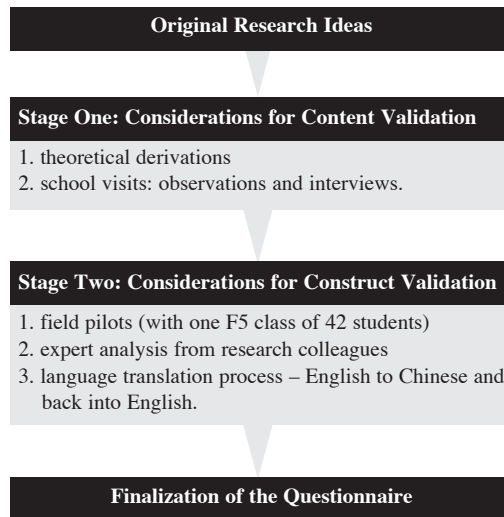 Original Research Ideas
Stage One: Considerations for Content Validation
1. theoretical derivations
2. school visits: observations and interviews.
Stage Two: Considerations for Construct Validation
1. field pilots (with one F5 class of 42 students)
2. expert analysis from research colleagues
3. language translation process – English to Chinese and
back into English.
Finalization of the Questionnaire